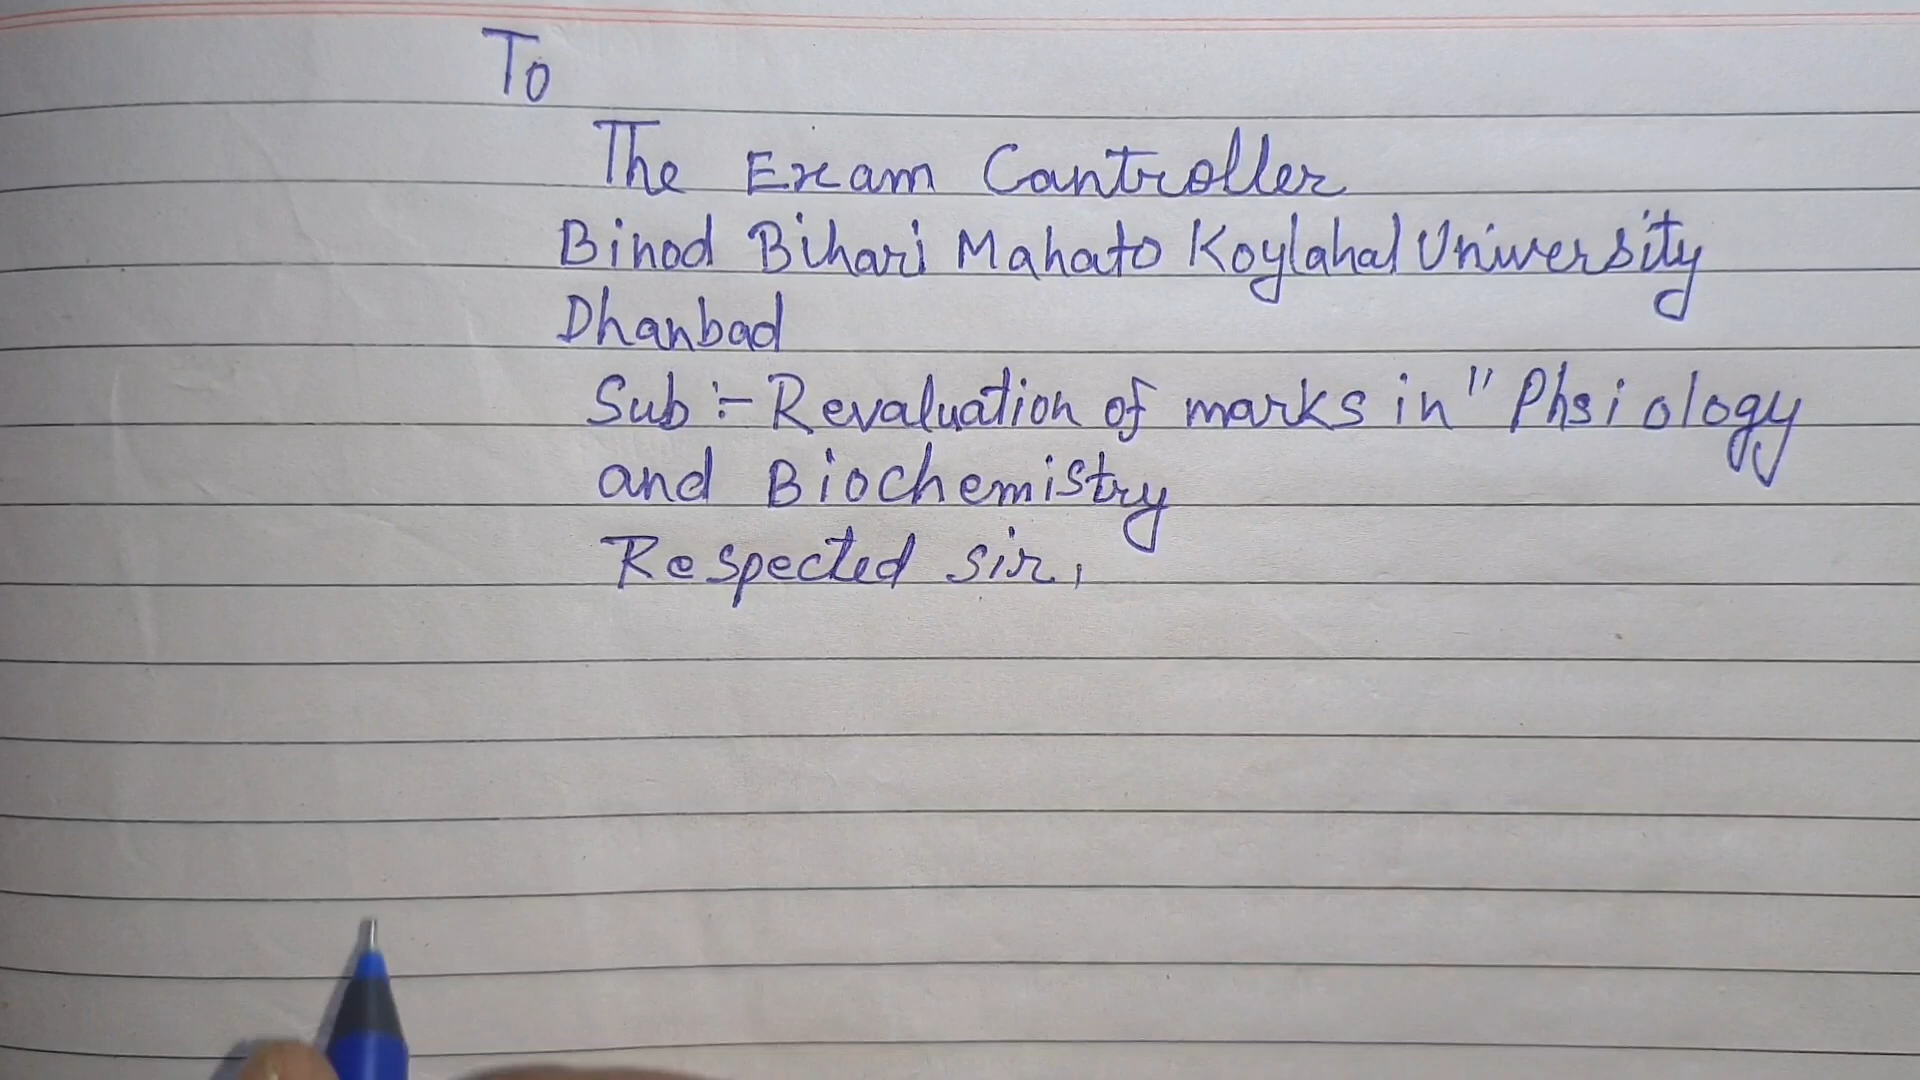 To
The Exam Cantroller
Binod Bihari Mahato Koylahal University
Dhanbad
Sub :- Revaluation of marks in " Phsiology
and Biochemistry
Respected sir,